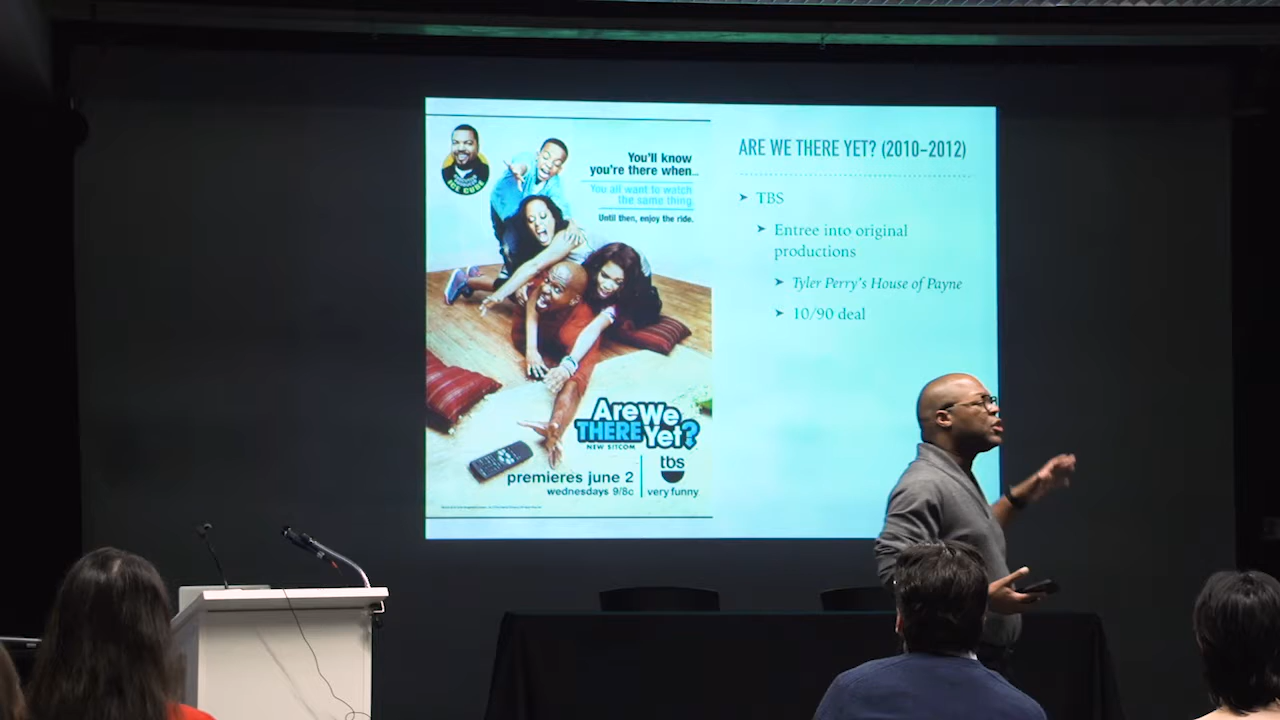 ICE CUBE
You'll know
you're there when...
You all want to watch
the same thing.
Until then, enjoy the ride.
Are We
THERE Yet?
NEW SITCOM
premieres june 2
wednesdays 9/8c
tbs
very funny
ARE WE THERE YET? (2010–2012)
➤ TBS
➤ Entree into original
productions
➤ Tyler Perry's House of Payne
➤ 10/90 deal